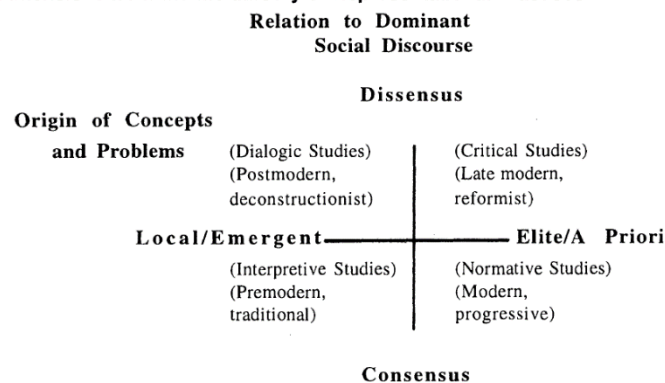 Relation to Dominant
Social Discourse
Dissensus
Origin of Concepts
and Problems
(Dialogic Studies)
(Postmodern,
deconstructionist)
(Critical Studies)
(Late modern,
reformist)
Local/Emergent
Elite/A Priori
(Interpretive Studies)
(Premodern,
traditional)
(Normative Studies)
(Modern,
progressive)
Consensus